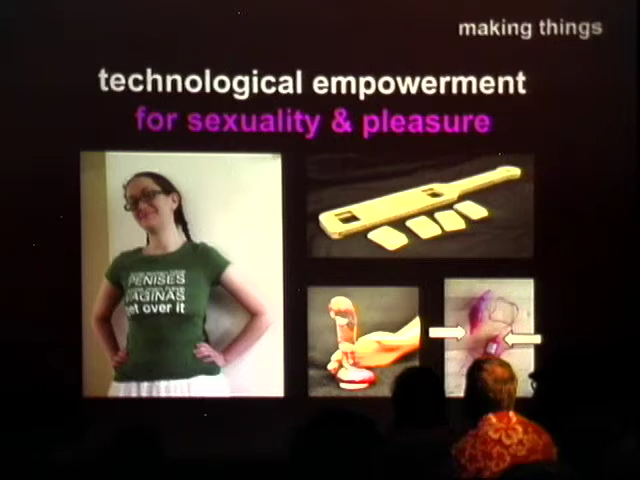 making things
technological empowerment
for sexuality & pleasure
PENISES
VAGINAS
get over it